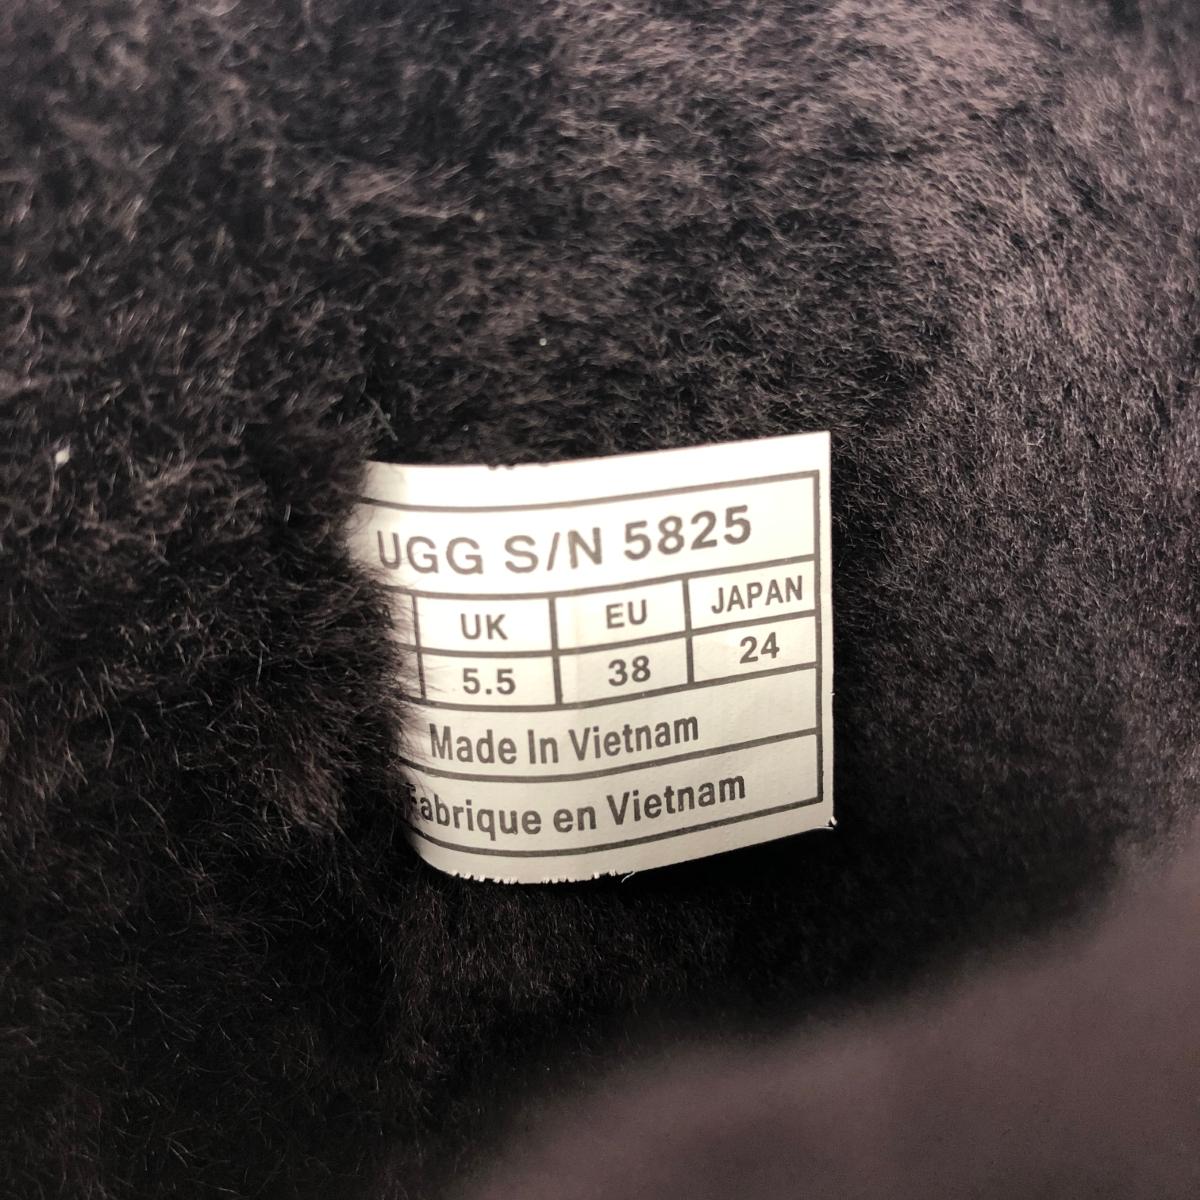 UGG S/N 5825
UK EU JAPAN
5.5 38 24
Made In Vietnam
Fabrique en Vietnam